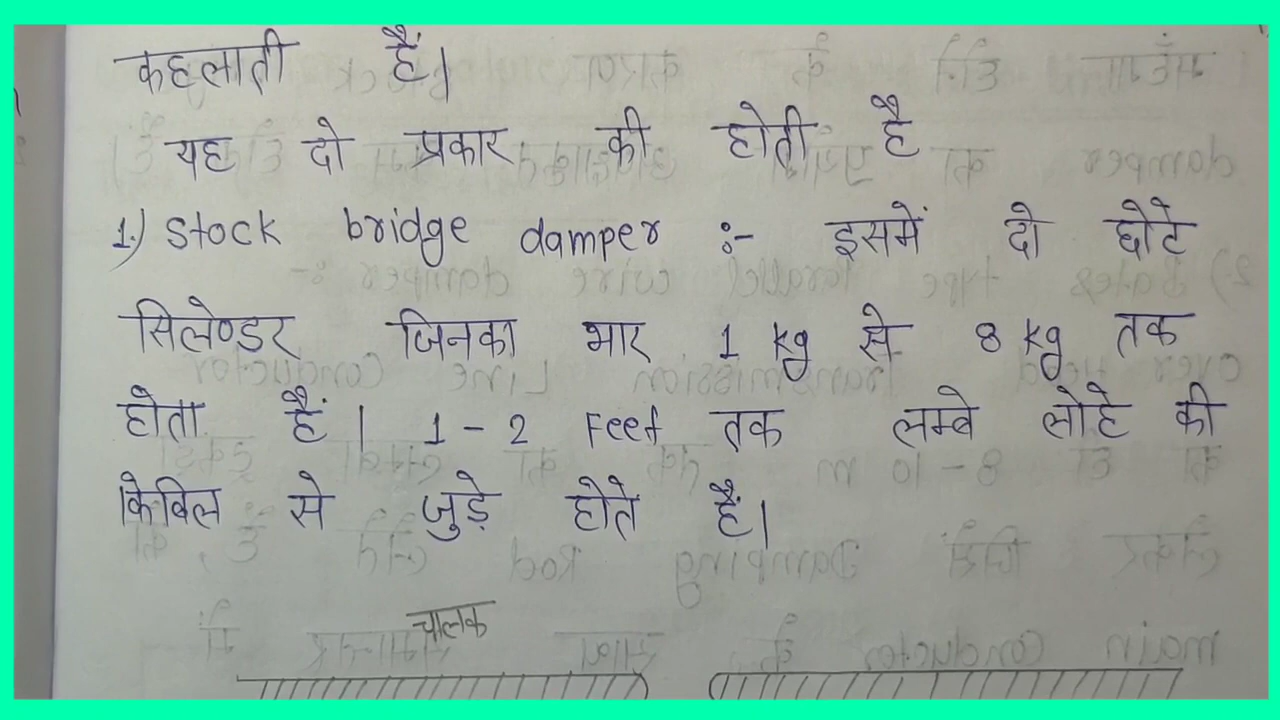 कहलाती हैं।
यह दो प्रकार की होती है
1.) Stock bridge damper :- इसमें दो छोटे
सिलेण्डर जिनका भार 1 kg से 8 kg तक
होता हैं। 1-2 Feet तक लम्बे लोहे की
केबिल से जुड़े होते हैं।
चालक